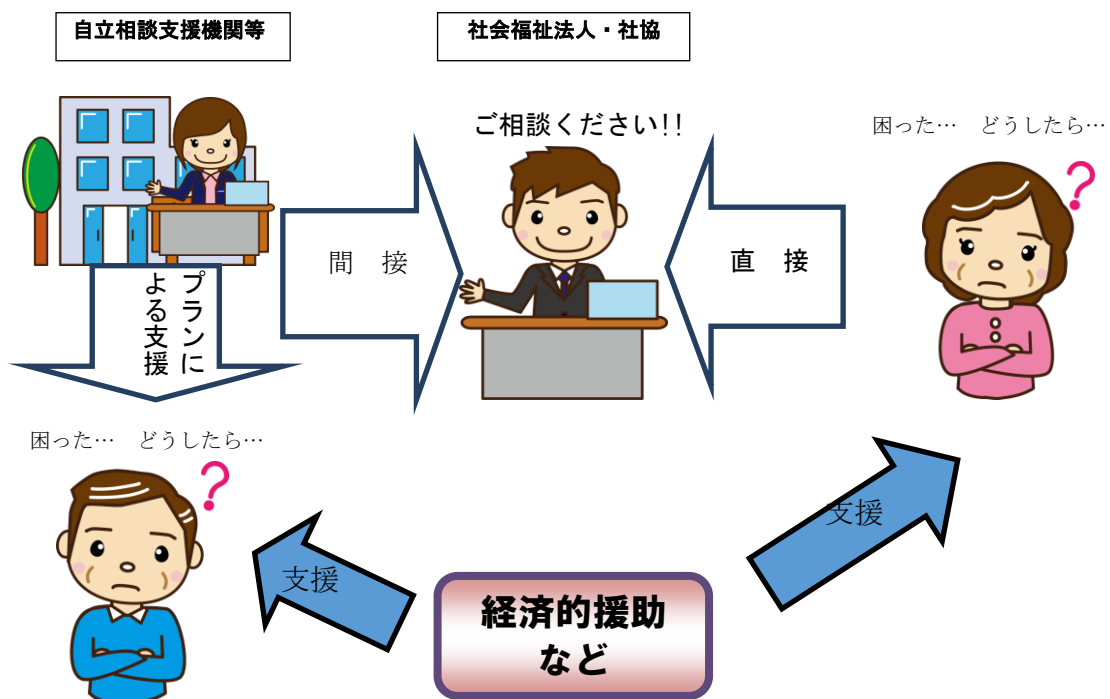 自立相談支援機関等
社会福祉法人・社協
ご相談ください!!
困った… どうしたら…
間 接
直 接
プランに
よる支援
困った… どうしたら…
支援
支援
経済的援助
など